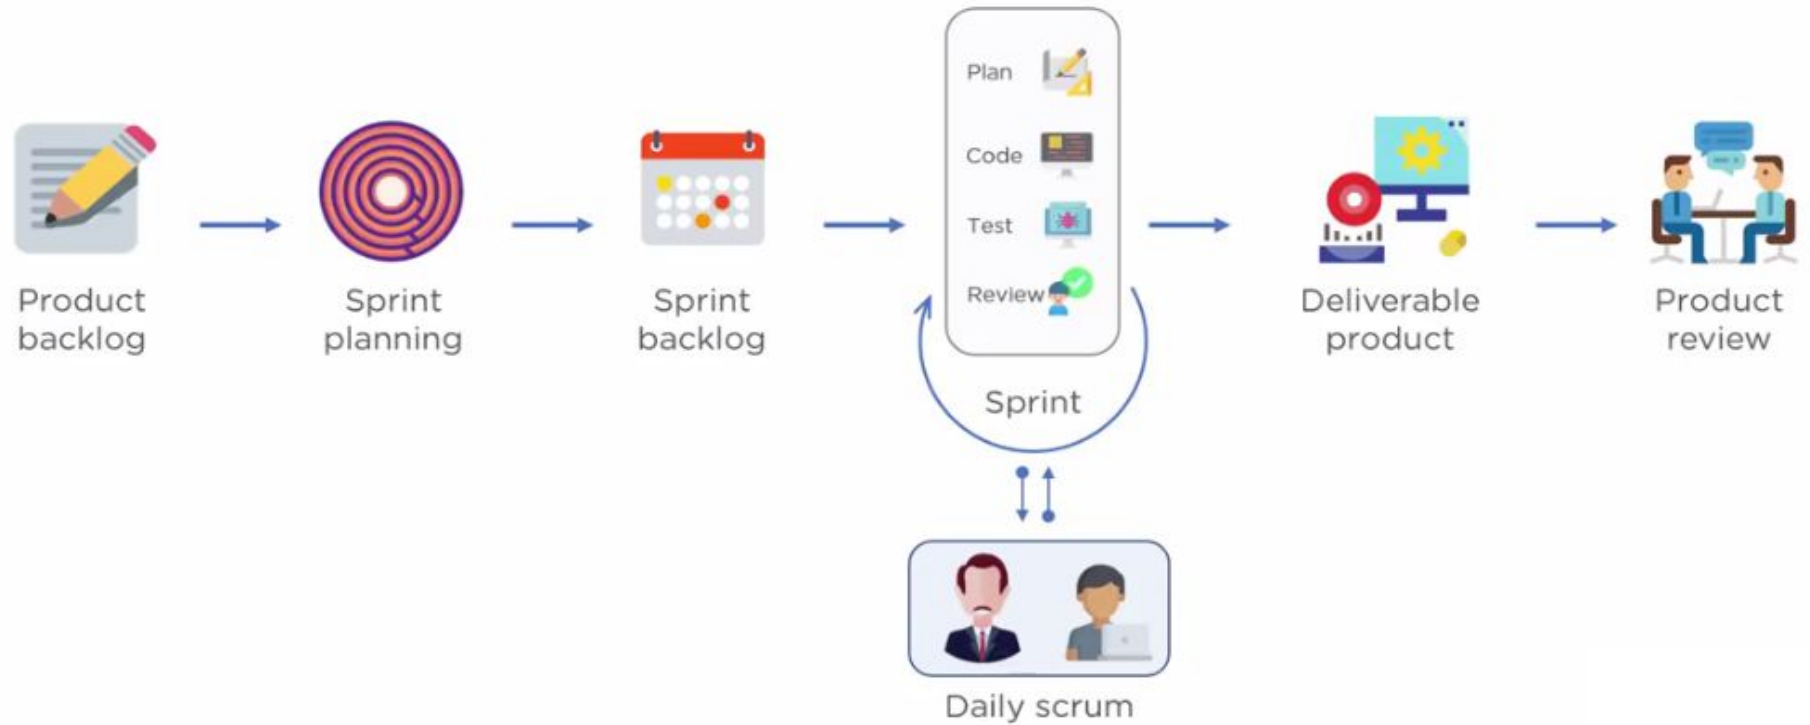 Plan
Code
Test
Review
Product
backlog
Sprint
planning
Sprint
backlog
Sprint
Deliverable
product
Product
review
Daily scrum